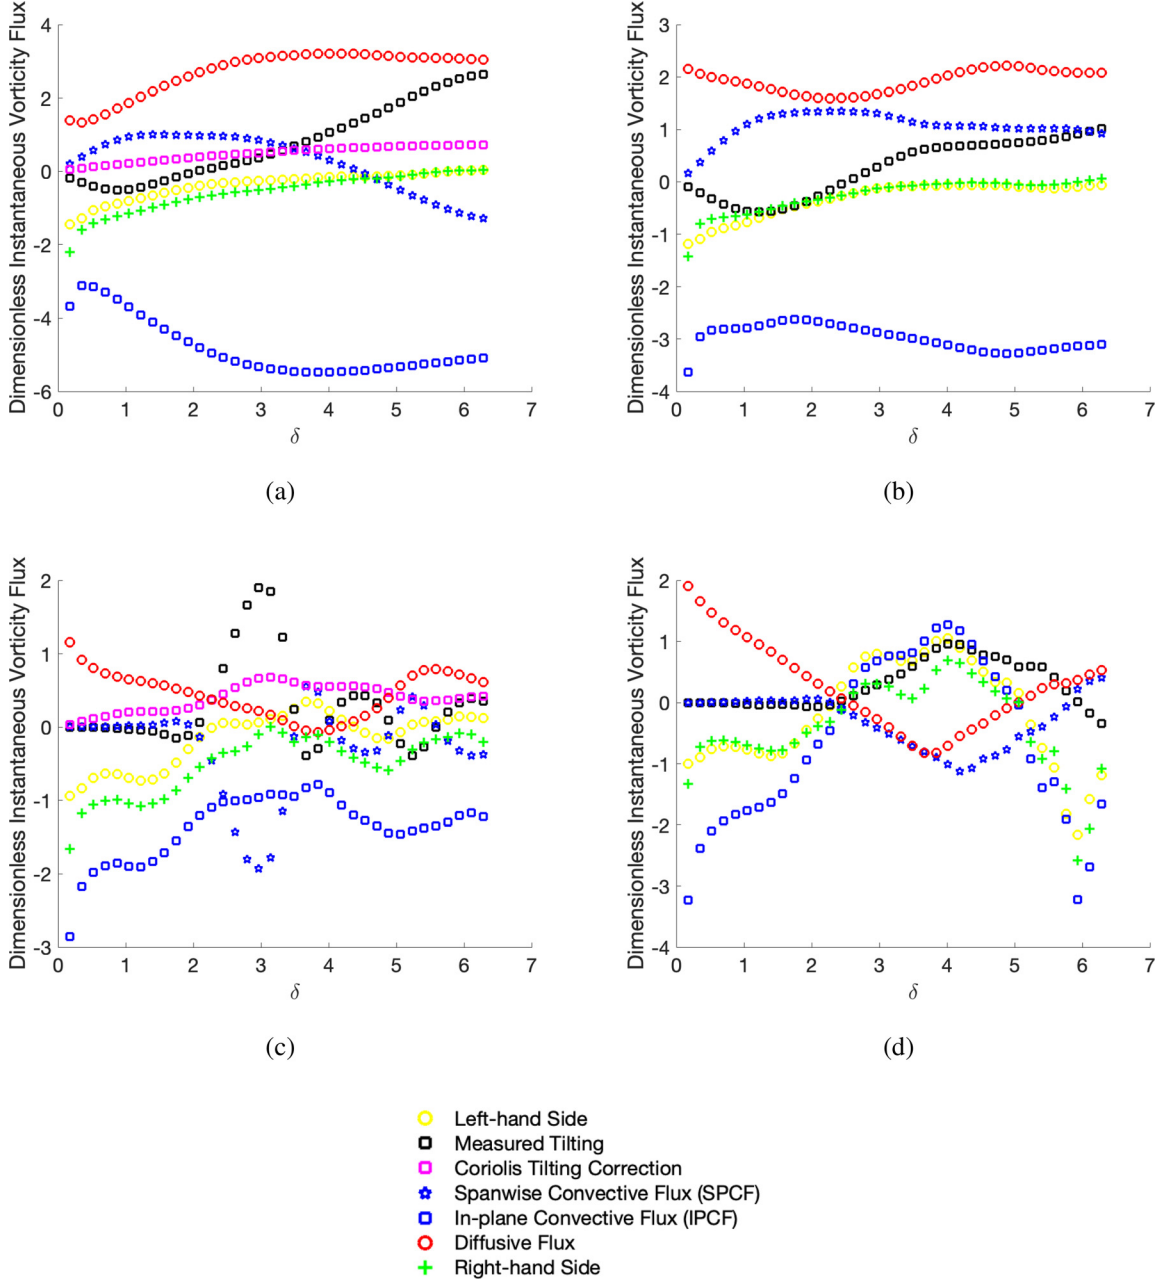 Dimensionless Instantaneous Vorticity Flux
4
2
0
-2
-4
-6
0 1 2 3 4 5 6 7
δ
(a)
Dimensionless Instantaneous Vorticity Flux
3
2
1
0
-1
-2
-3
-4
0 1 2 3 4 5 6 7
δ
(b)
Dimensionless Instantaneous Vorticity Flux
2
1
0
-1
-2
-3
0 1 2 3 4 5 6 7
δ
(c)
Dimensionless Instantaneous Vorticity Flux
2
1
0
-1
-2
-3
-4
0 1 2 3 4 5 6 7
δ
(d)
Left-hand Side
Measured Tilting
Coriolis Tilting Correction
Spanwise Convective Flux (SPCF)
In-plane Convective Flux (IPCF)
Diffusive Flux
Right-hand Side